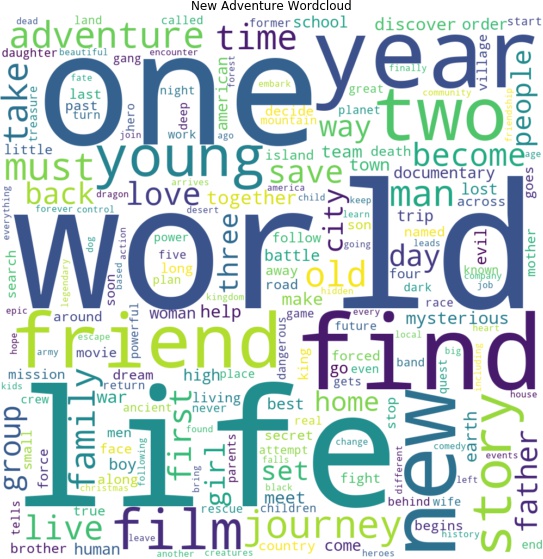 New Adventure Wordcloud
dead
land
called
former
school
discover
order
start
adventure
time
daughter
beautiful
encounter
gang
village
year
one
fate
embark
finally
community
take
treasure
last
past
turn
join
hero
night
deep
work
american
forest
ago
decide
mountain
great
planet
way
two
friendship
people
little
must
young
island
save
team
death
town
become
age
documentary
goes
everything
back
dragon
arrives
love
together
america
child
city
keep
learn
son
going
man
lost
across
trip
named
leads
day
evil
known
company
job
mother
world
forever
control
desert
dog
action
based
legendary
soon
power
five
long
plan
kingdom
three
follow
battle
away
road
hidden
old
four
dark
race
search
epic
around
powerful
woman
help
make
game
every
future
local
mysterious
heart
hope
army
escape
movie
friend
dangerous
king
forced
go
even
gets
band
big
quest
including
find
house
mission
kids
crew
return
dream
high
place
war
ancient
living
never
best
home
stop
group
small
force
family
men
face
boy
along
christmas
following
first
found
bring
girl
parents
real
secret
attempt
falls
black
set
meet
change
fight
life
new
different
left
comedy
earth
events
story
father
behind
wife
history
begins
tells
true
live
brother
human
leave
film
another
creatures
rescue
children
journey
country
come
heroes
end